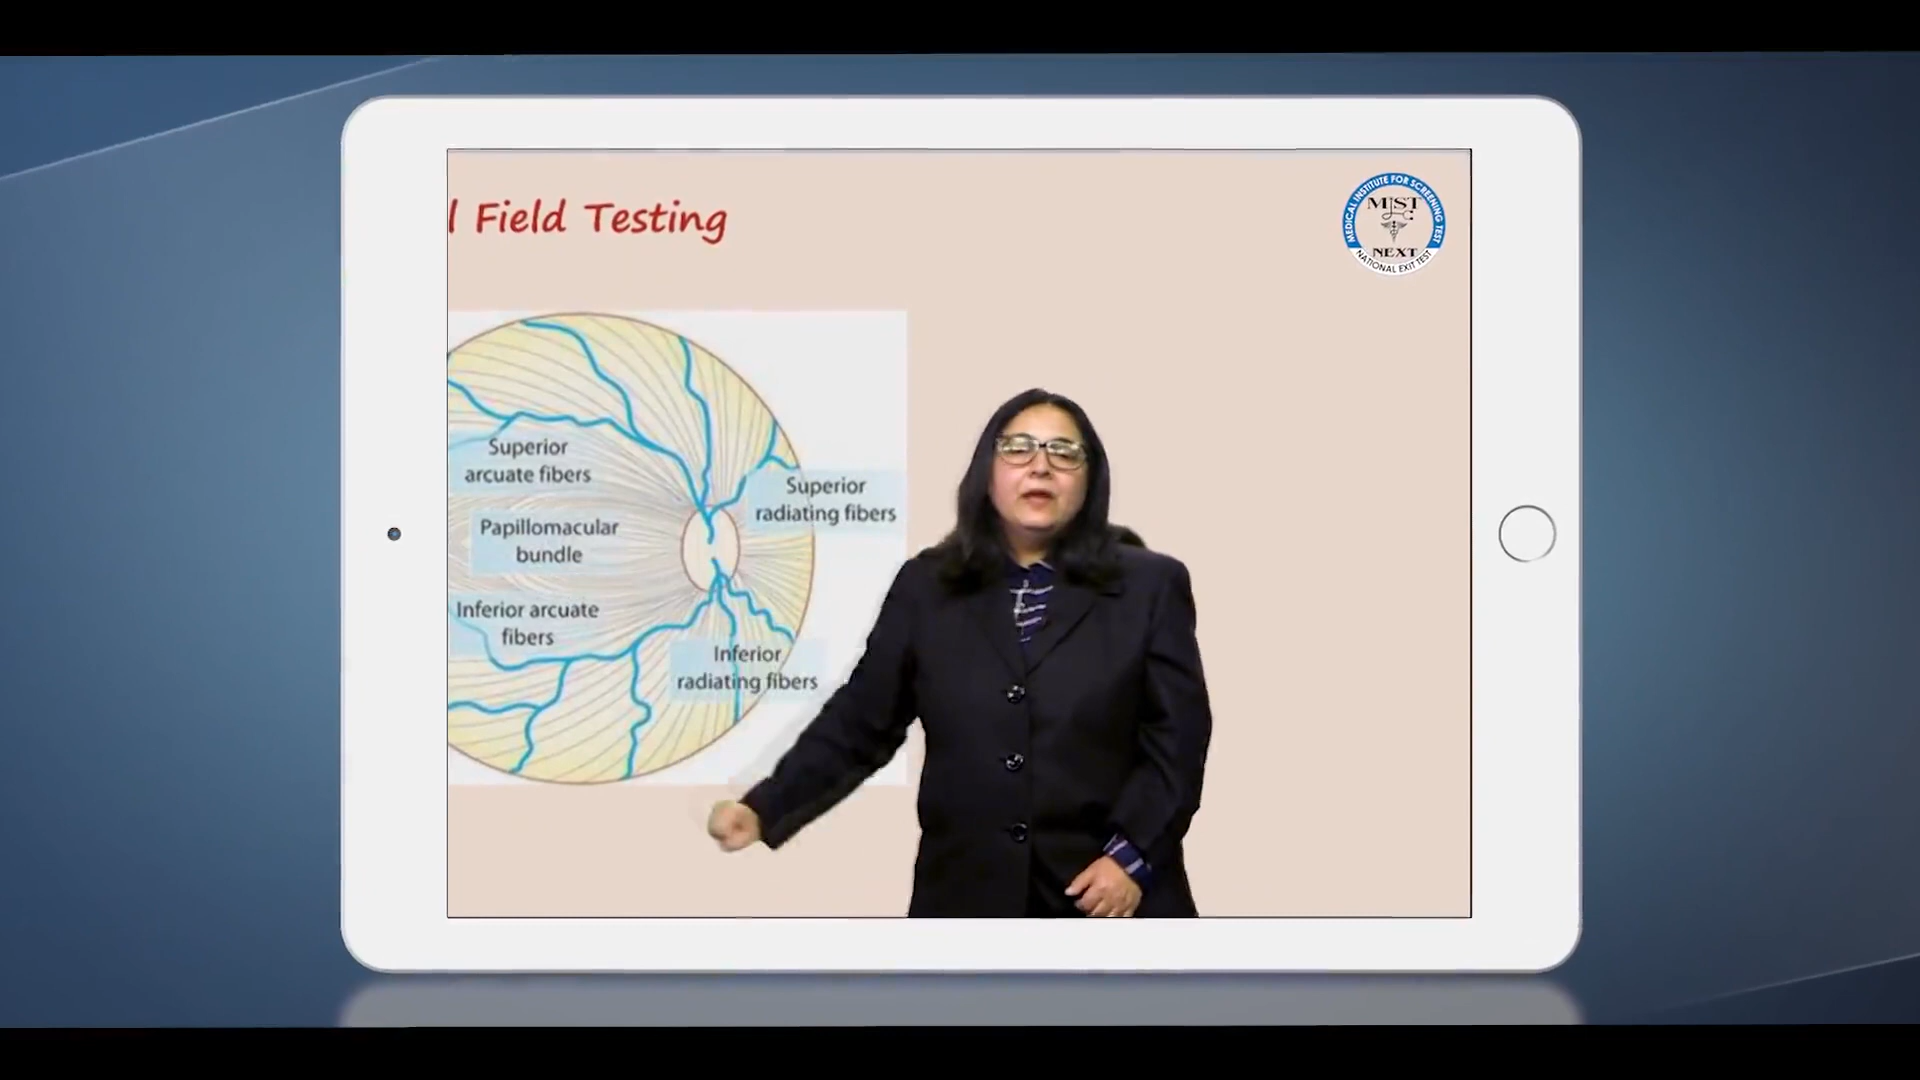 l Field Testing
MEDICAL INSTITUTE FOR SCREENING TEST
MIST
NEXT
NATIONAL EXIT TEST
Superior
arcuate fibers
Superior
radiating fibers
Papillomacular
bundle
Inferior arcuate
fibers
Inferior
radiating fibers